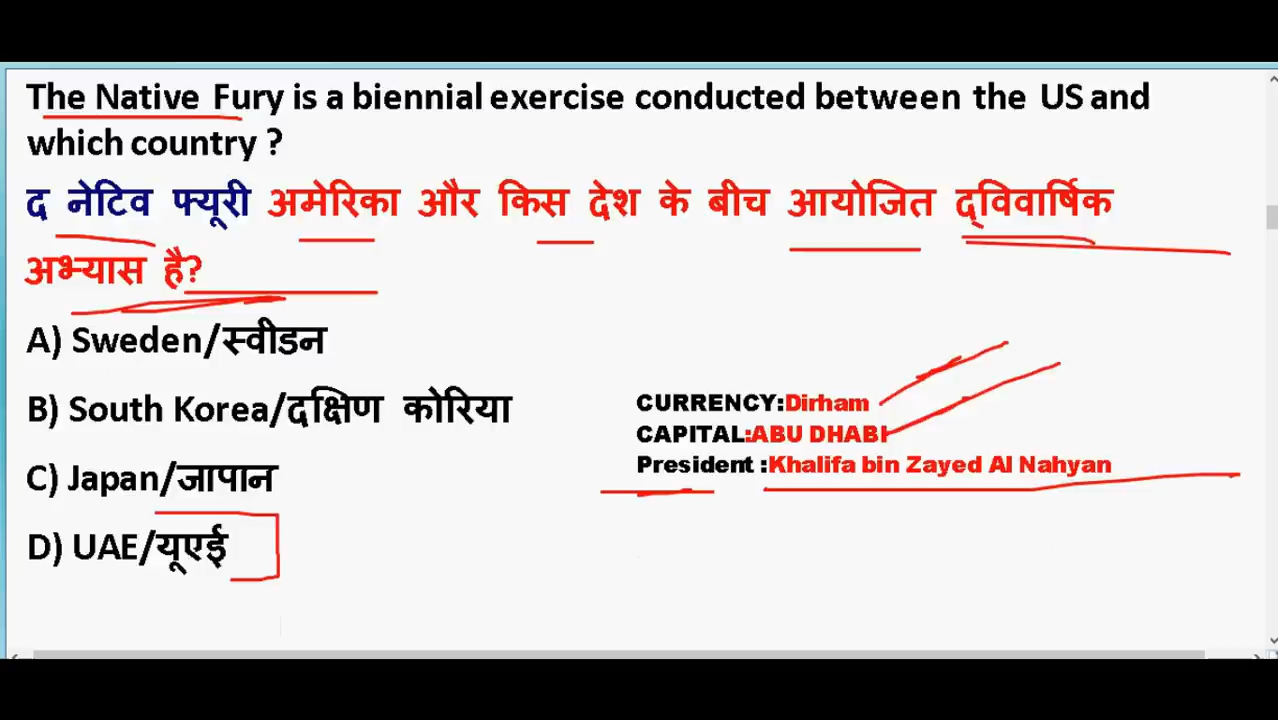 The Native Fury is a biennial exercise conducted between the US and
which country ?
द नेटिव फ्यूरी अमेरिका और किस देश के बीच आयोजित द्विवार्षिक
अभ्यास है?
A) Sweden/स्वीडन
B) South Korea/दक्षिण कोरिया
C) Japan/जापान
D) UAE/यूएई
CURRENCY:Dirham
CAPITAL:ABU DHABI
President :Khalifa bin Zayed Al Nahyan